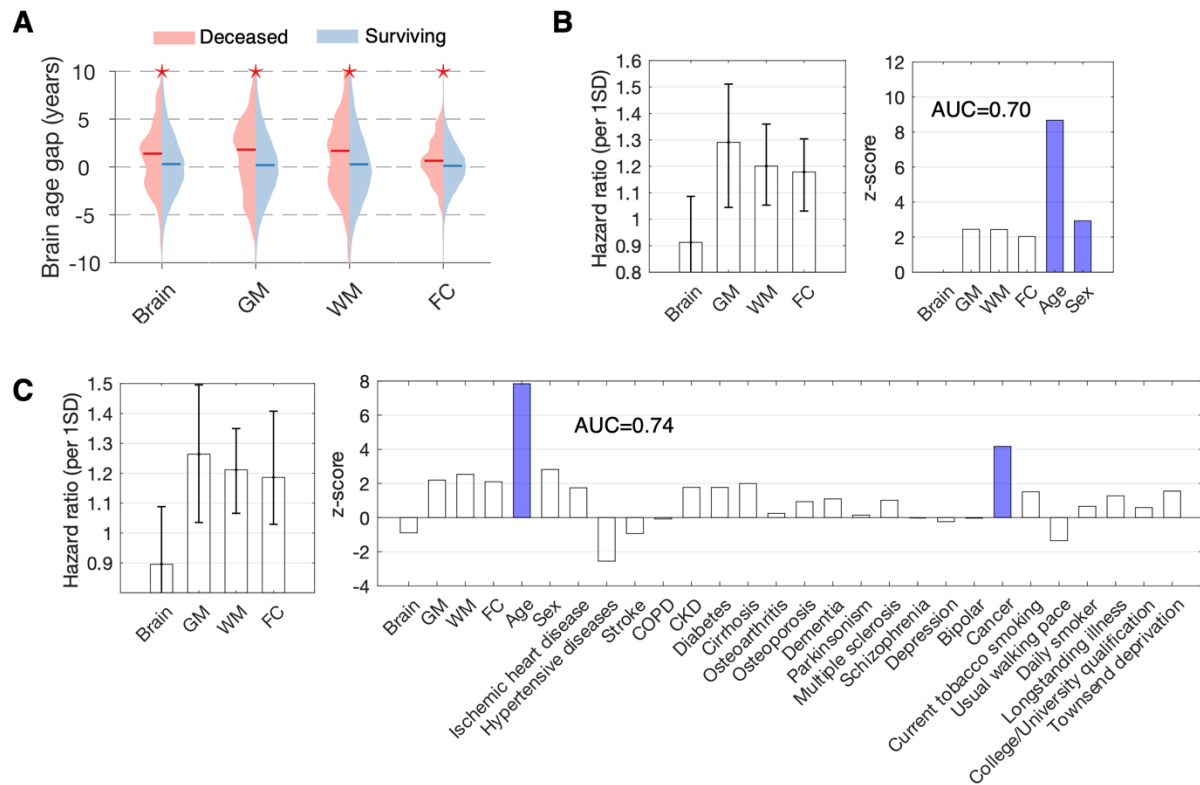 A
Deceased
Surviving
Brain age gap (years)
10
5
0
-5
-10
Brain
GM
WM
FC
B
Hazard ratio (per 1SD)
1.6
1.5
1.4
1.3
1.2
1.1
1
0.9
0.8
Brain
GM
WM
FC
z-score
12
10
8
6
4
2
0
AUC=0.70
Brain
GM
WM
FC
Age
Sex
C
Hazard ratio (per 1SD)
1.5
1.4
1.3
1.2
1.1
1
0.9
Brain
GM
WM
FC
z-score
8
6
4
2
0
-2
-4
AUC=0.74
Brain
GM
WM
FC
Age
Sex
Ischemic heart disease
Hypertensive diseases
Stroke
COPD
CKD
Diabetes
Cirrhosis
Osteoarthritis
Osteoporosis
Dementia
Parkinsonism
Multiple sclerosis
Schizophrenia
Depression
Bipolar
Cancer
Current tobacco smoking
Usual walking pace
Daily smoker
Longstanding illness
College/University qualification
Townsend deprivation